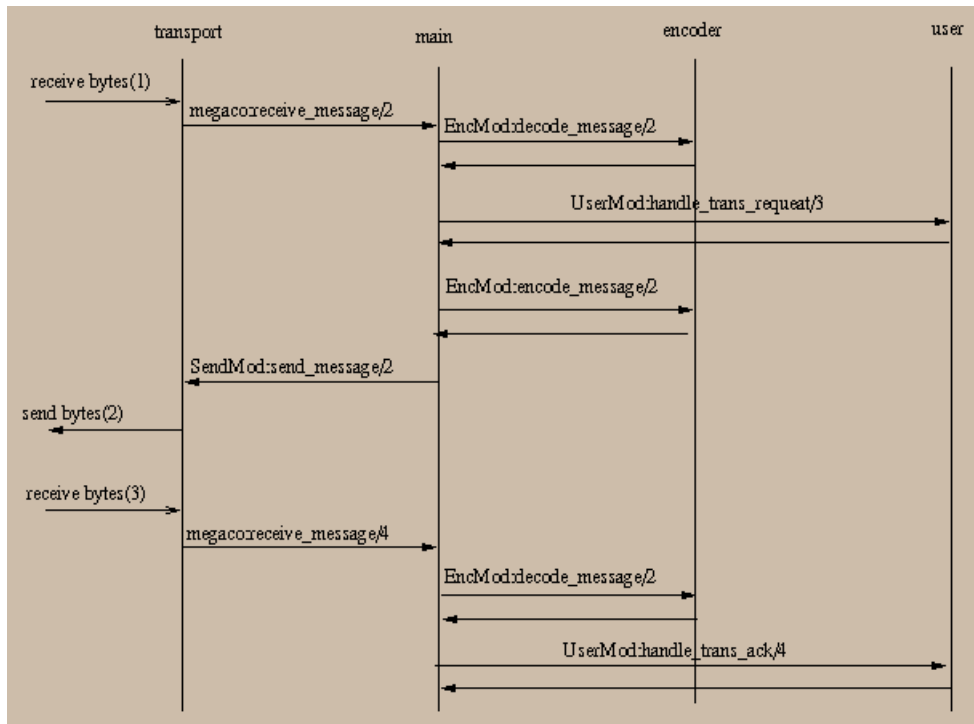 transport
main
encoder
user
receive bytes(1)
megaco:receive_message/2
EncMod:decode_message/2
UserMod:handle_trans_requeat/3
EncMod:encode_message/2
SendMod:send_message/2
send bytes(2)
receive bytes(3)
megaco:receive_message/4
EncMod:decode_message/2
UserMod:handle_trans_ack/4